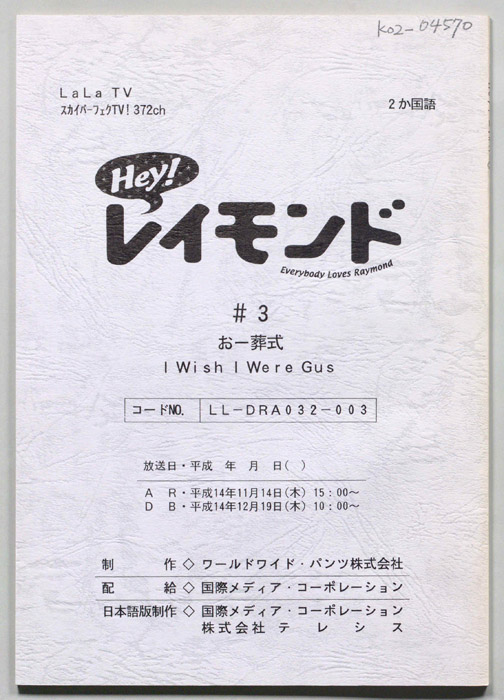 KO2-04570
LaLa TV
ｽｶｲﾊﾟｰﾌｪｸTV! 372ch
2か国語
Hey!
レイモンド
Everybody Loves Raymond
＃3
お一葬式
I Wish I Were Gus
コードNO. LL-DRA032-003
放送日・平成　年　月　日(　)
A R・平成14年11月14日(木) 15:00～
D B・平成14年12月19日(木) 10:00～
制　作◇ワールドワイド・パンツ株式会社
配　給◇国際メディア・コーポレーション
日本語版制作◇国際メディア・コーポレーション
株式会社テレシス